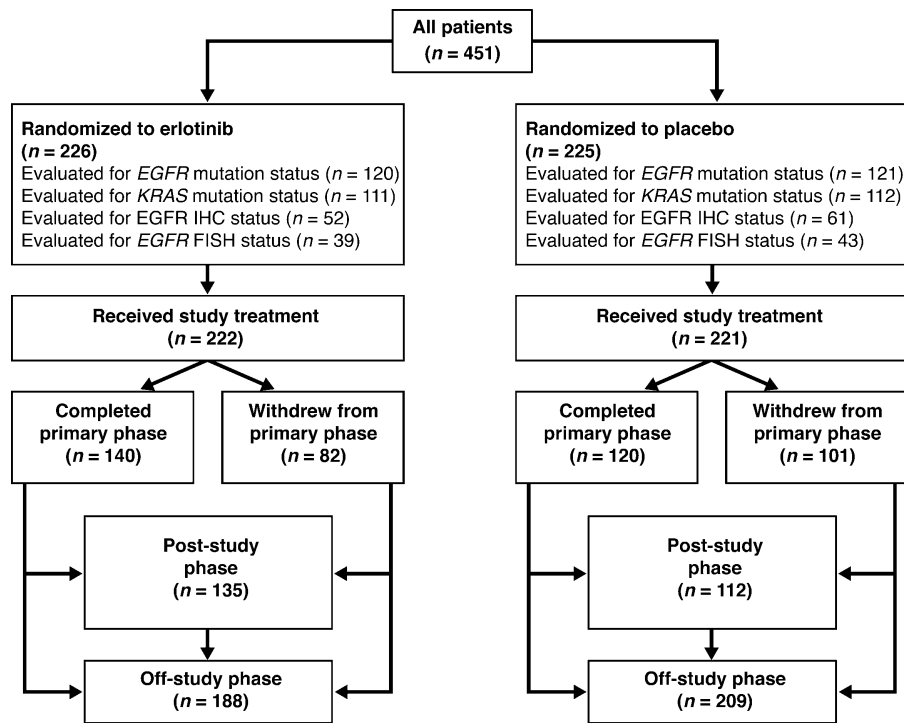 All patients
(n = 451)
Randomized to erlotinib
(n = 226)
Evaluated for EGFR mutation status (n = 120)
Evaluated for KRAS mutation status (n = 111)
Evaluated for EGFR IHC status (n = 52)
Evaluated for EGFR FISH status (n = 39)
Randomized to placebo
(n = 225)
Evaluated for EGFR mutation status (n = 121)
Evaluated for KRAS mutation status (n = 112)
Evaluated for EGFR IHC status (n = 61)
Evaluated for EGFR FISH status (n = 43)
Received study treatment
(n = 222)
Received study treatment
(n = 221)
Completed
primary phase
(n = 140)
Withdrew from
primary phase
(n = 82)
Completed
primary phase
(n = 120)
Withdrew from
primary phase
(n = 101)
Post-study
phase
(n = 135)
Post-study
phase
(n = 112)
Off-study phase
(n = 188)
Off-study phase
(n = 209)